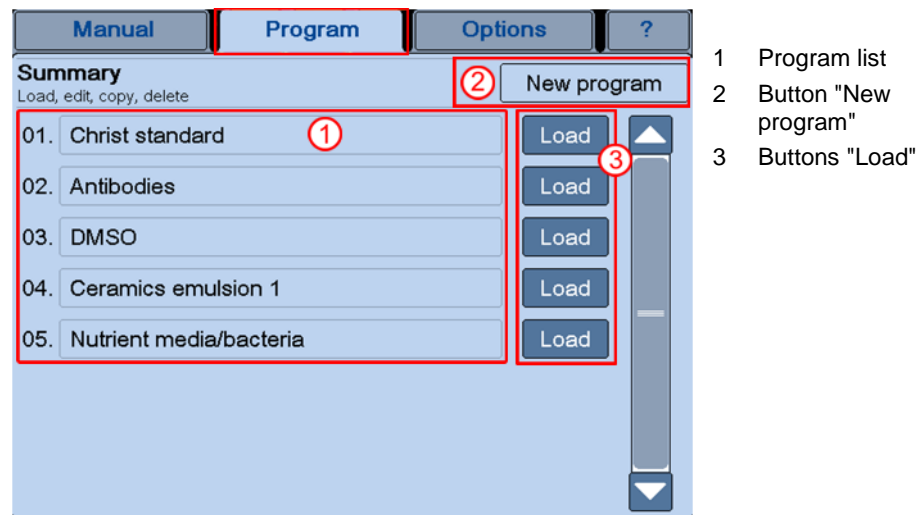 Manual Program Options ?
Summary
Load, edit, copy, delete
2 New program
01. Christ standard 1 Load
3
02. Antibodies Load
03. DMSO Load
04. Ceramics emulsion 1 Load
05. Nutrient media/bacteria Load
1 Program list
2 Button "New
program"
3 Buttons "Load"